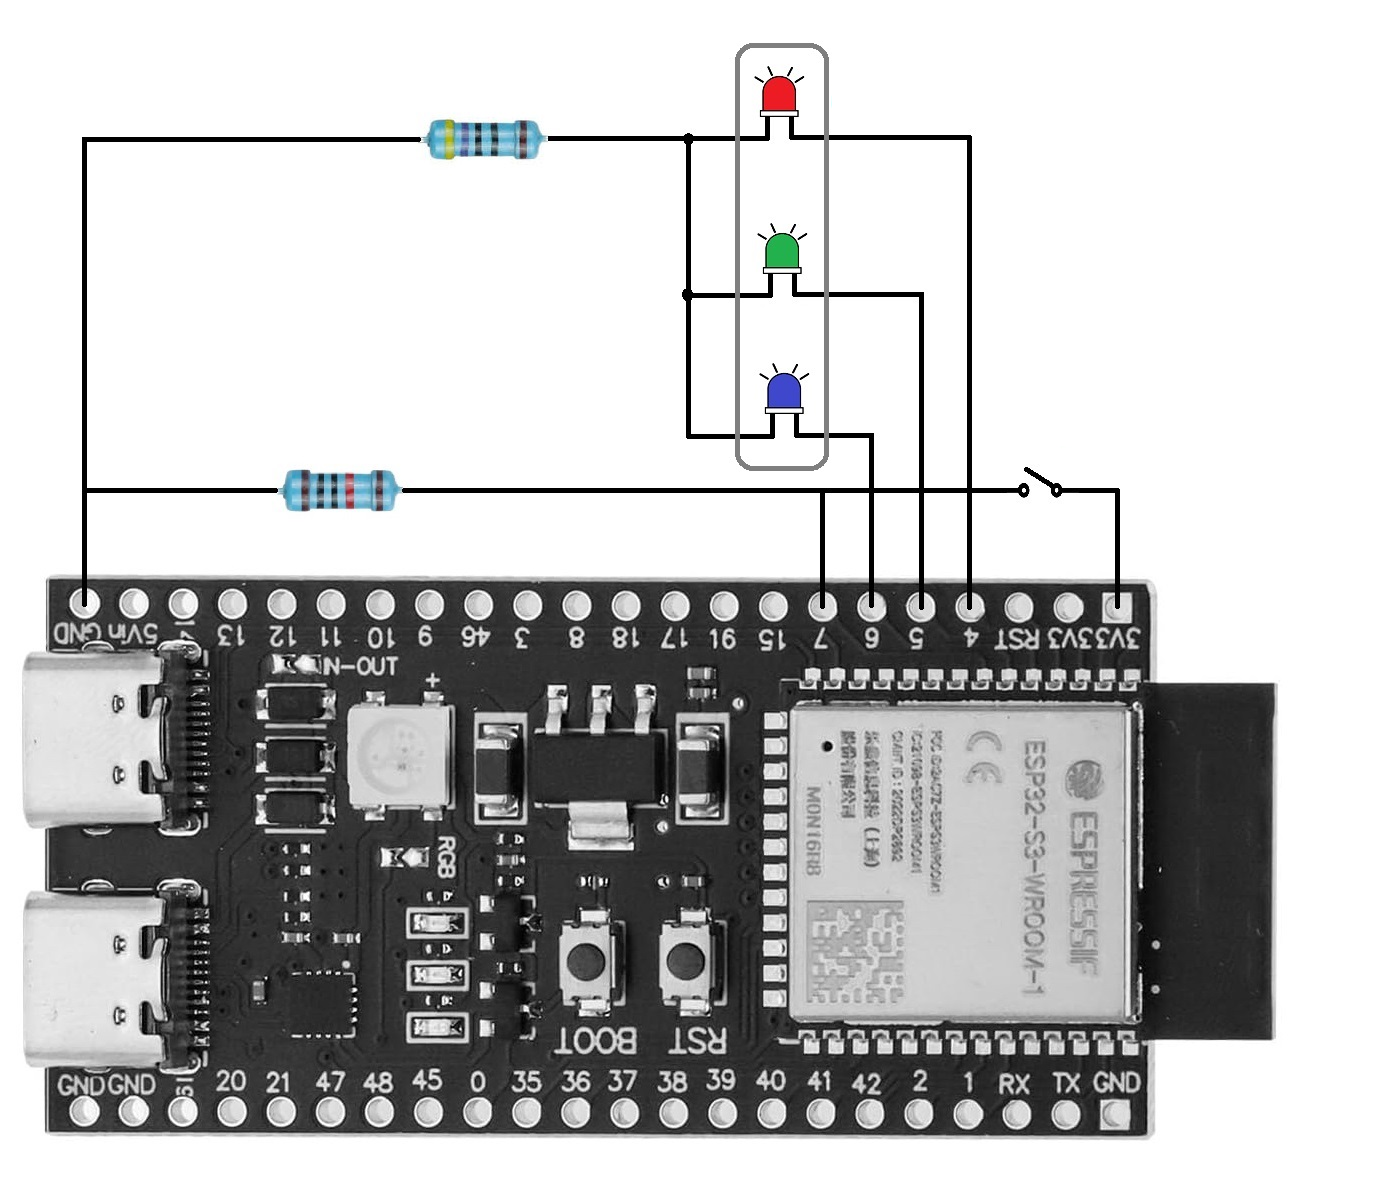 GND
5Vin
14
13
12
11
10
9
46
3
8
18
17
16
15
7
6
5
4
RST
3V3
3V3
IN-OUT
+
RGB
BOOT
RST
ESPRESSIF
ESP32-S3-WROOM-1
CE
M0N16R8
GND
GND
19
20
21
47
48
45
0
35
36
37
38
39
40
41
42
2
1
RX
TX
GND